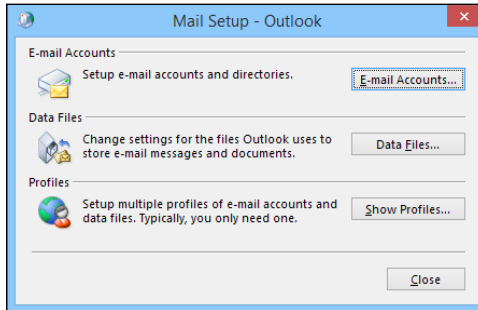 Mail Setup - Outlook
E-mail Accounts
Setup e-mail accounts and directories.
E-mail Accounts...
Data Files
Change settings for the files Outlook uses to
store e-mail messages and documents.
Data Files...
Profiles
Setup multiple profiles of e-mail accounts and
data files. Typically, you only need one.
Show Profiles...
Close